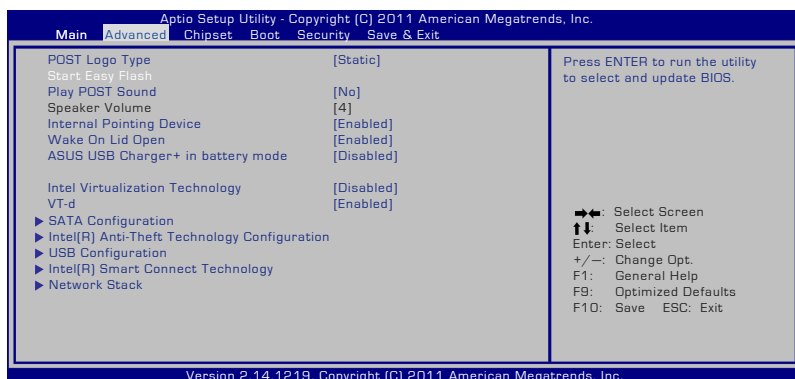 Aptio Setup Utility - Copyright (C) 2011 American Megatrends, Inc.
Main Advanced Chipset Boot Security Save & Exit
POST Logo Type [Static]
Start Easy Flash
Play POST Sound [No]
Speaker Volume [4]
Internal Pointing Device [Enabled]
Wake On Lid Open [Enabled]
ASUS USB Charger+ in battery mode [Disabled]
Intel Virtualization Technology [Disabled]
VT-d [Enabled]
SATA Configuration
Intel(R) Anti-Theft Technology Configuration
USB Configuration
Intel(R) Smart Connect Technology
Network Stack
Press ENTER to run the utility
to select and update BIOS.
→←: Select Screen
↑↓: Select Item
Enter: Select
+/—: Change Opt.
F1: General Help
F9: Optimized Defaults
F10: Save ESC: Exit
Version 2.14.1219. Copyright (C) 2011 American Megatrends, Inc.